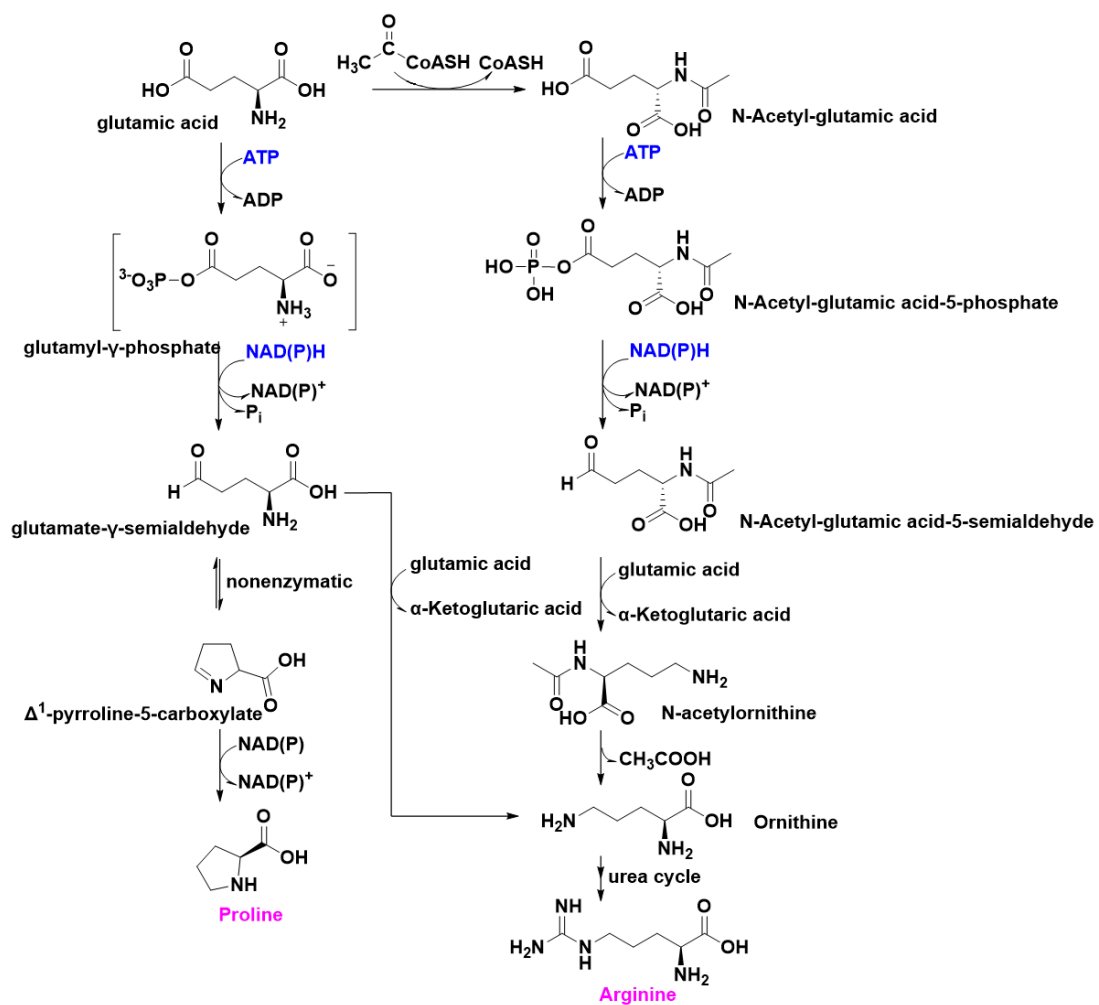 O
H₃C C CoASH CoASH
O O
HO OH
NH₂
glutamic acid
O
HO
H
N
O
O OH
N-Acetyl-glutamic acid
ATP
ADP
ATP
ADP
O O
³⁻O₃P O O⁻
NH₃
+
glutamyl-γ-phosphate
O O
HO P O
OH
H
N
O
O OH
N-Acetyl-glutamic acid-5-phosphate
NAD(P)H
NAD(P)⁺
Pi
NAD(P)H
NAD(P)⁺
Pi
O O
H OH
NH₂
glutamate-γ-semialdehyde
O
H
H
N
O
O OH
N-Acetyl-glutamic acid-5-semialdehyde
nonenzymatic
glutamic acid
α-Ketoglutaric acid
glutamic acid
α-Ketoglutaric acid
N
OH
O
Δ¹-pyrroline-5-carboxylate
H
N
O
NH₂
HO O
N-acetylornithine
NAD(P)
NAD(P)⁺
CH₃COOH
O
OH
NH
Proline
O
H₂N OH
NH₂
Ornithine
urea cycle
NH O
H₂N N OH
H
NH₂
Arginine